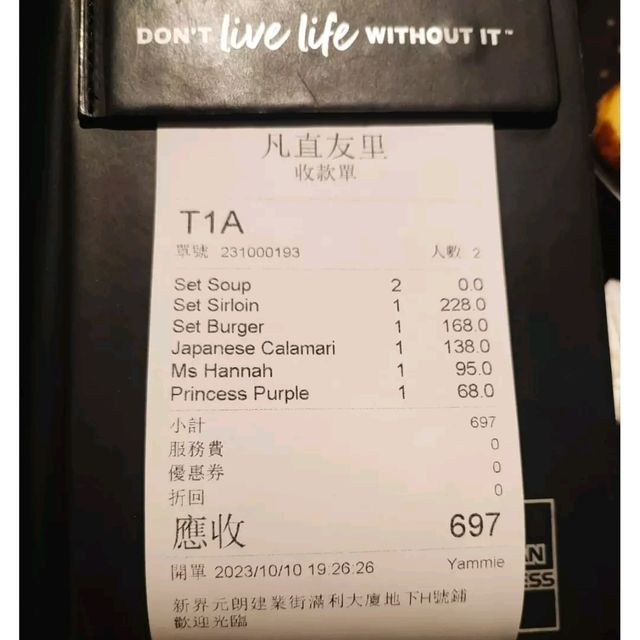 DON'T live life WITHOUT IT™
凡直友里
收款單
T1A
單號 231000193 人數 2
Set Soup 2 0.0
Set Sirloin 1 228.0
Set Burger 1 168.0
Japanese Calamari 1 138.0
Ms Hannah 1 95.0
Princess Purple 1 68.0
小計 697
服務費 0
優惠券 0
折回 0
應收 697
開單 2023/10/10 19:26:26 Yammie
新界元朗建業街滿利大廈地下H號鋪
歡迎光臨